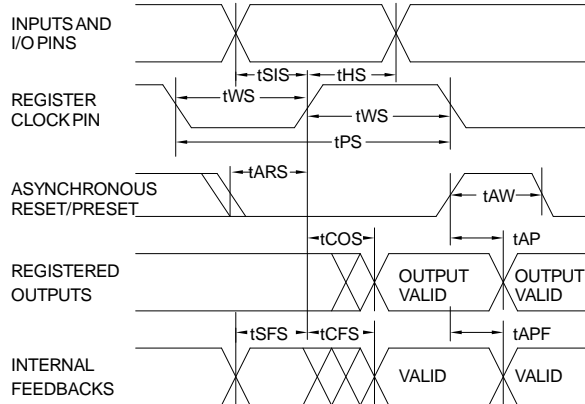 INPUTS AND
I/O PINS
tSIS
tHS
REGISTER
CLOCK PIN
tWS
tWS
tPS
tARS
ASYNCHRONOUS
RESET/PRESET
tAW
tCOS
tAP
REGISTERED
OUTPUTS
OUTPUT
VALID
OUTPUT
VALID
tSFS
tCFS
tAPF
INTERNAL
FEEDBACKS
VALID
VALID